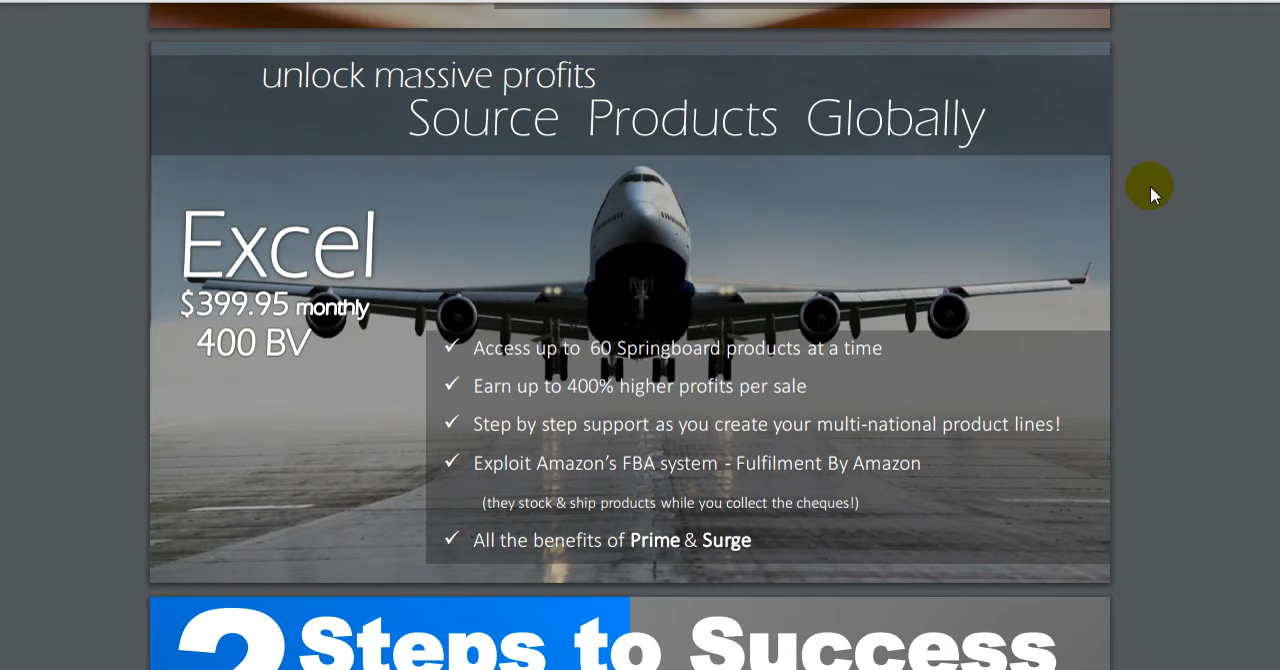 unlock massive profits
Source Products Globally
Excel
$399.95 monthly
400 BV
✓ Access up to 60 Springboard products at a time
✓ Earn up to 400% higher profits per sale
✓ Step by step support as you create your multi-national product lines!
✓ Exploit Amazon’s FBA system - Fulfilment By Amazon
(they stock & ship products while you collect the cheques!)
✓ All the benefits of Prime & Surge
Steps to Success